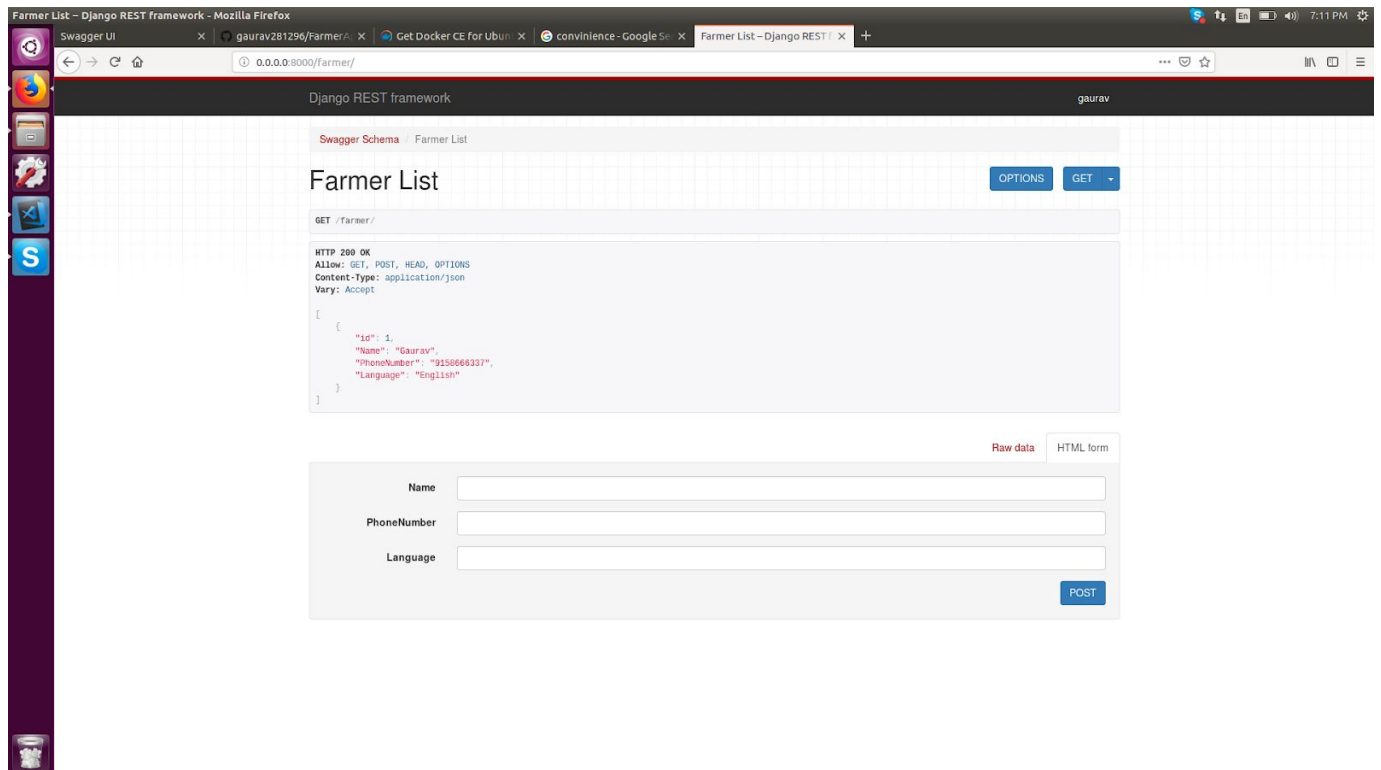 Farmer List – Django REST framework - Mozilla Firefox
En
7:11 PM
Swagger UI
gaurav281296/FarmerA
Get Docker CE for Ubun
convinience - Google Se
Farmer List – Django REST f
0.0.0.0:8000/farmer/
Django REST framework
gaurav
Swagger Schema / Farmer List
Farmer List
OPTIONS
GET
GET /farmer/
HTTP 200 OK
Allow: GET, POST, HEAD, OPTIONS
Content-Type: application/json
Vary: Accept
[
{
"id": 1,
"Name": "Gaurav",
"PhoneNumber": "9158666337",
"Language": "English"
}
]
Raw data
HTML form
Name
PhoneNumber
Language
POST